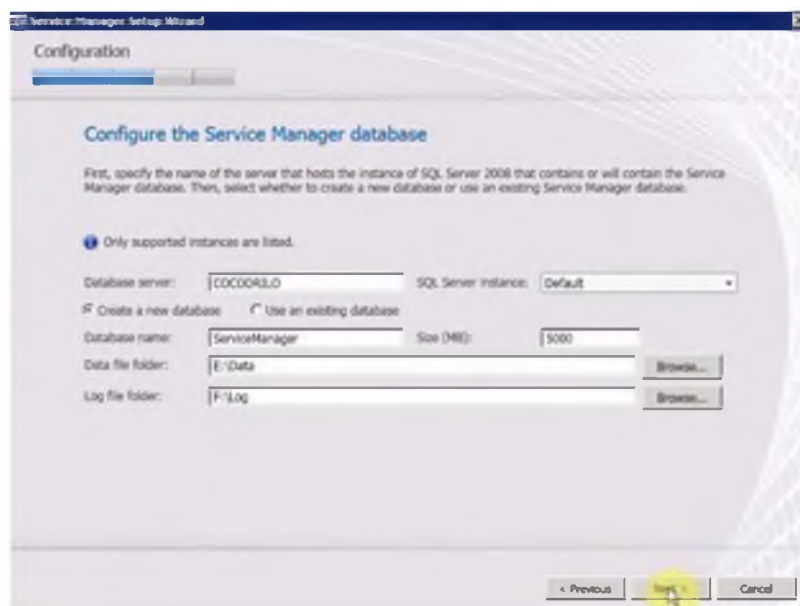 Service Manager Setup Wizard
Configuration
Configure the Service Manager database
First, specify the name of the server that hosts the instance of SQL Server 2008 that contains or will contain the Service
Manager database. Then, select whether to create a new database or use an existing Service Manager database.
Only supported instances are listed.
Database server: COCODRILO SQL Server instance: Default
Create a new database Use an existing database
Database name: ServiceManager Size (MB): 5000
Data file folder: E:\Data Browse...
Log file folder: F:\Log Browse...
< Previous Next > Cancel